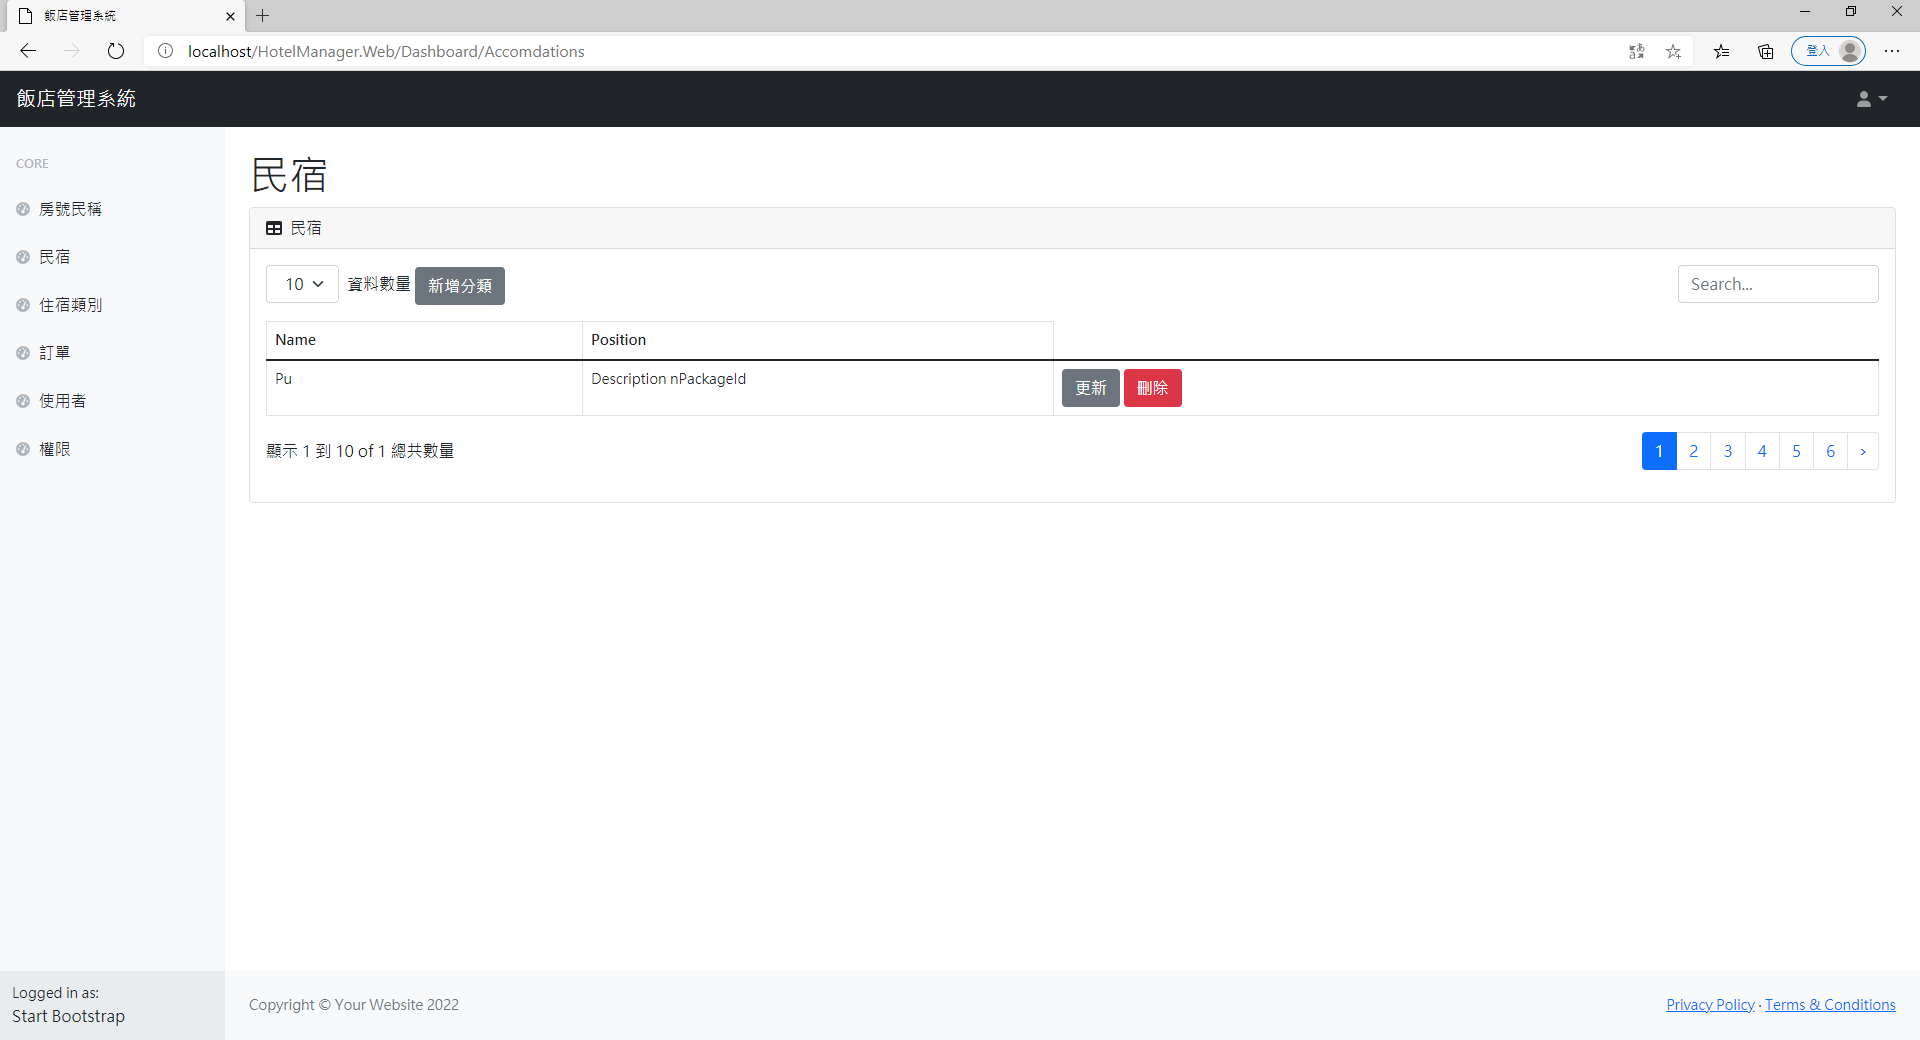 飯店管理系統
localhost/HotelManager.Web/Dashboard/Accomdations
登入
飯店管理系統
CORE
房號民稱
民宿
住宿類別
訂單
使用者
權限
民宿
民宿
10 資料數量 新增分類 Search...
Name Position
Pu Description nPackageId 更新 刪除
顯示 1 到 10 of 1 總共數量 1 2 3 4 5 6 ›
Logged in as:
Start Bootstrap
Copyright © Your Website 2022 Privacy Policy · Terms & Conditions